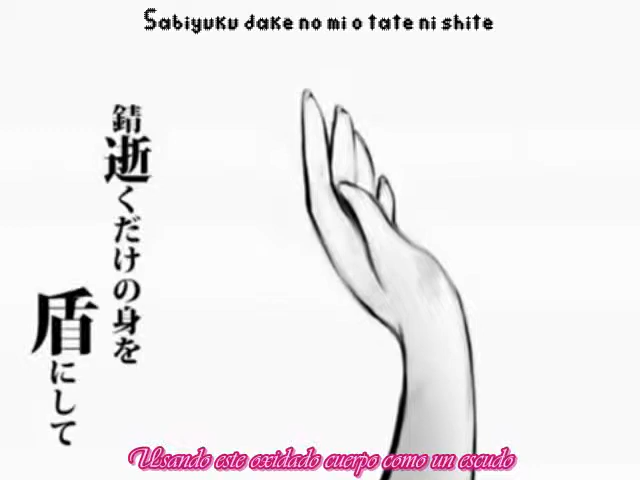 Sabiyuku dake no mi o tate ni shite
錆逝くだけの身を
盾にして
Usando este oxidado cuerpo como un escudo